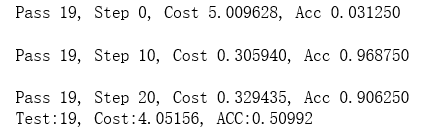 Pass 19, Step 0, Cost 5.009628, Acc 0.031250
Pass 19, Step 10, Cost 0.305940, Acc 0.968750
Pass 19, Step 20, Cost 0.329435, Acc 0.906250
Test:19, Cost:4.05156, ACC:0.50992